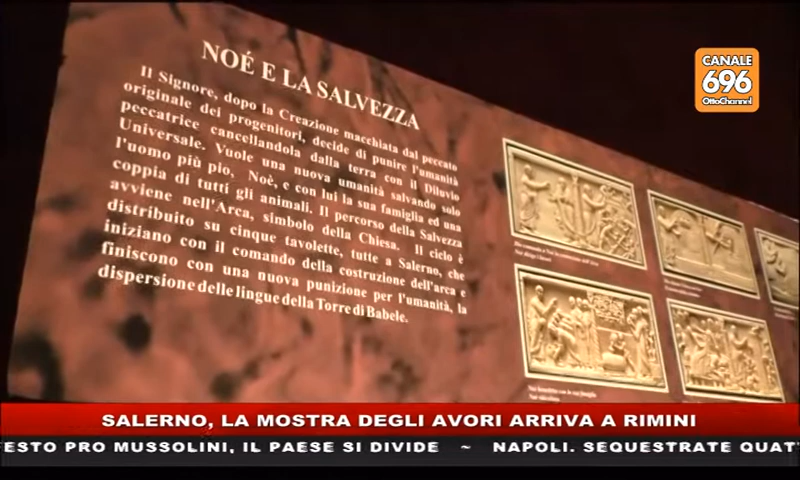 CANALE
696
OttoChannel
NOÉ E LA SALVEZZA
Il Signore, dopo la Creazione macchiata dal peccato
originale dei progenitori, decide di punire l'umanità
peccatrice cancellandola dalla terra con il Diluvio
Universale. Vuole una nuova umanità salvando solo
l'uomo più pio, Noè, e con lui la sua famiglia ed una
coppia di tutti gli animali. Il percorso della Salvezza
avviene nell'Arca, simbolo della Chiesa. Il ciclo è
distribuito su cinque tavolette, tutte a Salerno, che
iniziano con il comando della costruzione dell'arca e
finiscono con una nuova punizione per l'umanità, la
dispersione delle lingue della Torre di Babele.
SALERNO, LA MOSTRA DEGLI AVORI ARRIVA A RIMINI
FESTO PRO MUSSOLINI, IL PAESE SI DIVIDE ~ NAPOLI. SEQUESTRATE QUAT